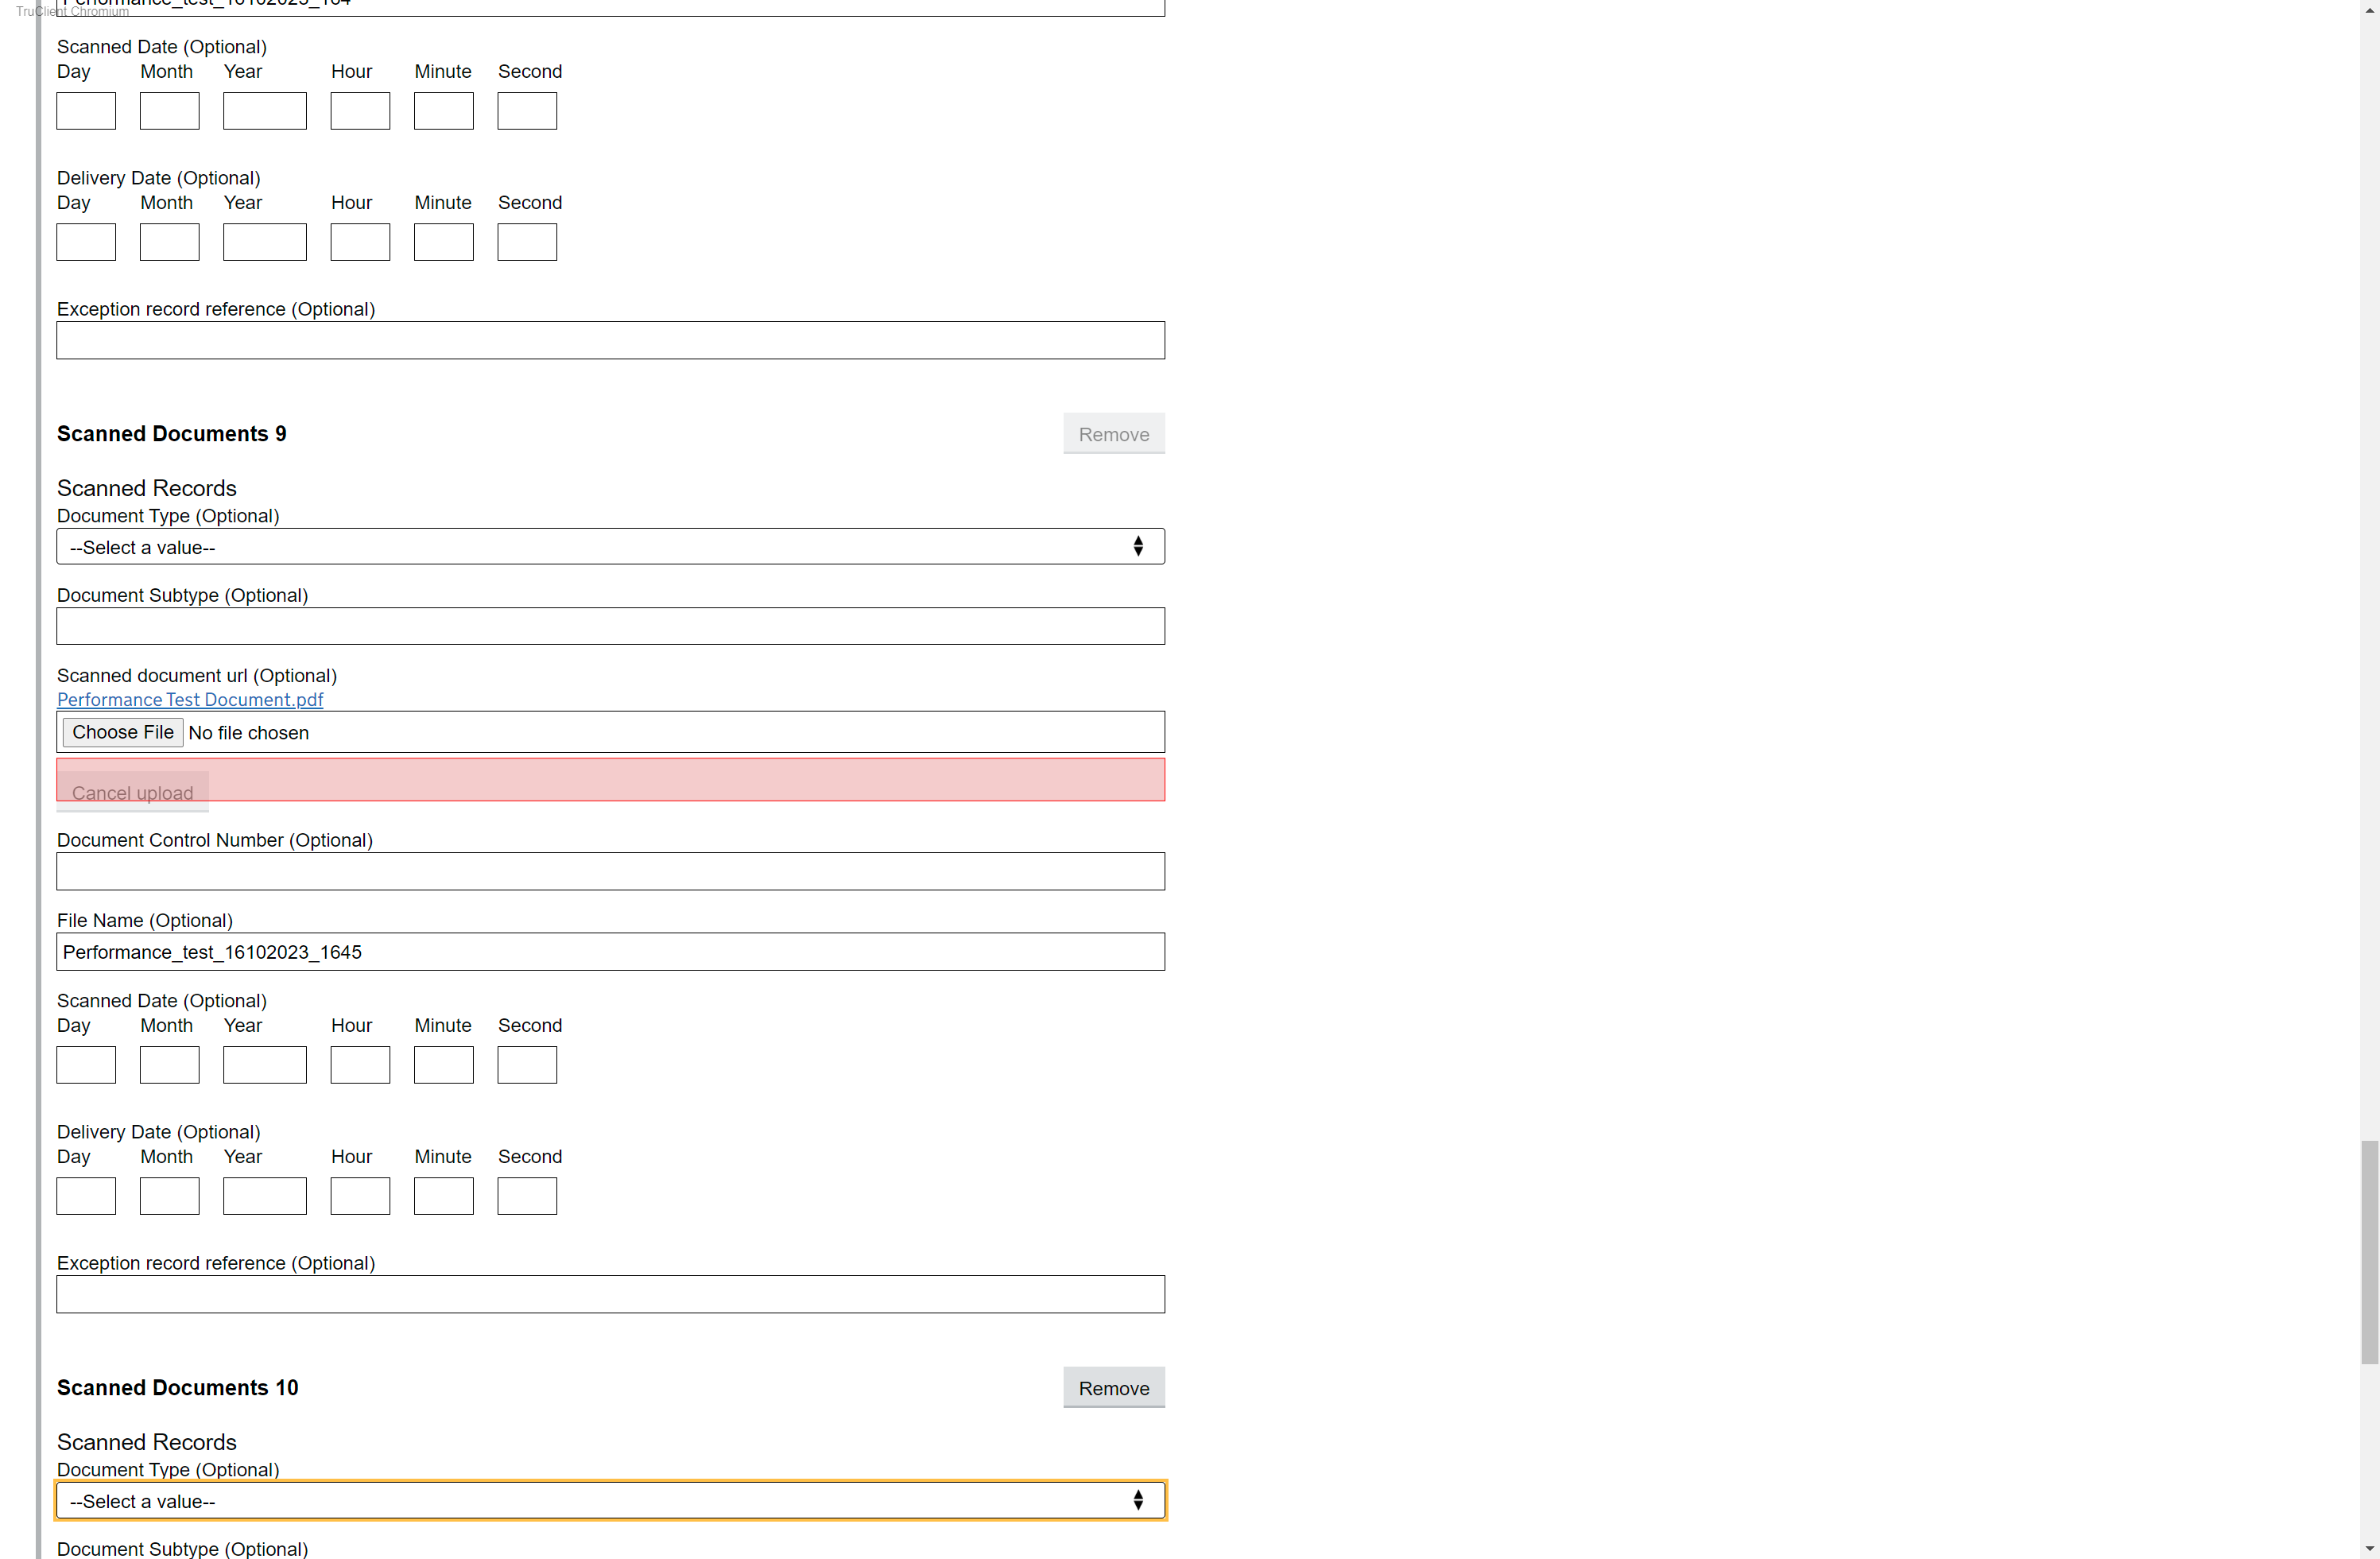 TruClient Chromium
Performance_test_16102023_164
Scanned Date (Optional)
Day Month Year Hour Minute Second
Delivery Date (Optional)
Day Month Year Hour Minute Second
Exception record reference (Optional)
Scanned Documents 9 Remove
Scanned Records
Document Type (Optional)
--Select a value--
Document Subtype (Optional)
Scanned document url (Optional)
Performance Test Document.pdf
Choose File No file chosen
Cancel upload
Document Control Number (Optional)
File Name (Optional)
Performance_test_16102023_1645
Scanned Date (Optional)
Day Month Year Hour Minute Second
Delivery Date (Optional)
Day Month Year Hour Minute Second
Exception record reference (Optional)
Scanned Documents 10 Remove
Scanned Records
Document Type (Optional)
--Select a value--
Document Subtype (Optional)